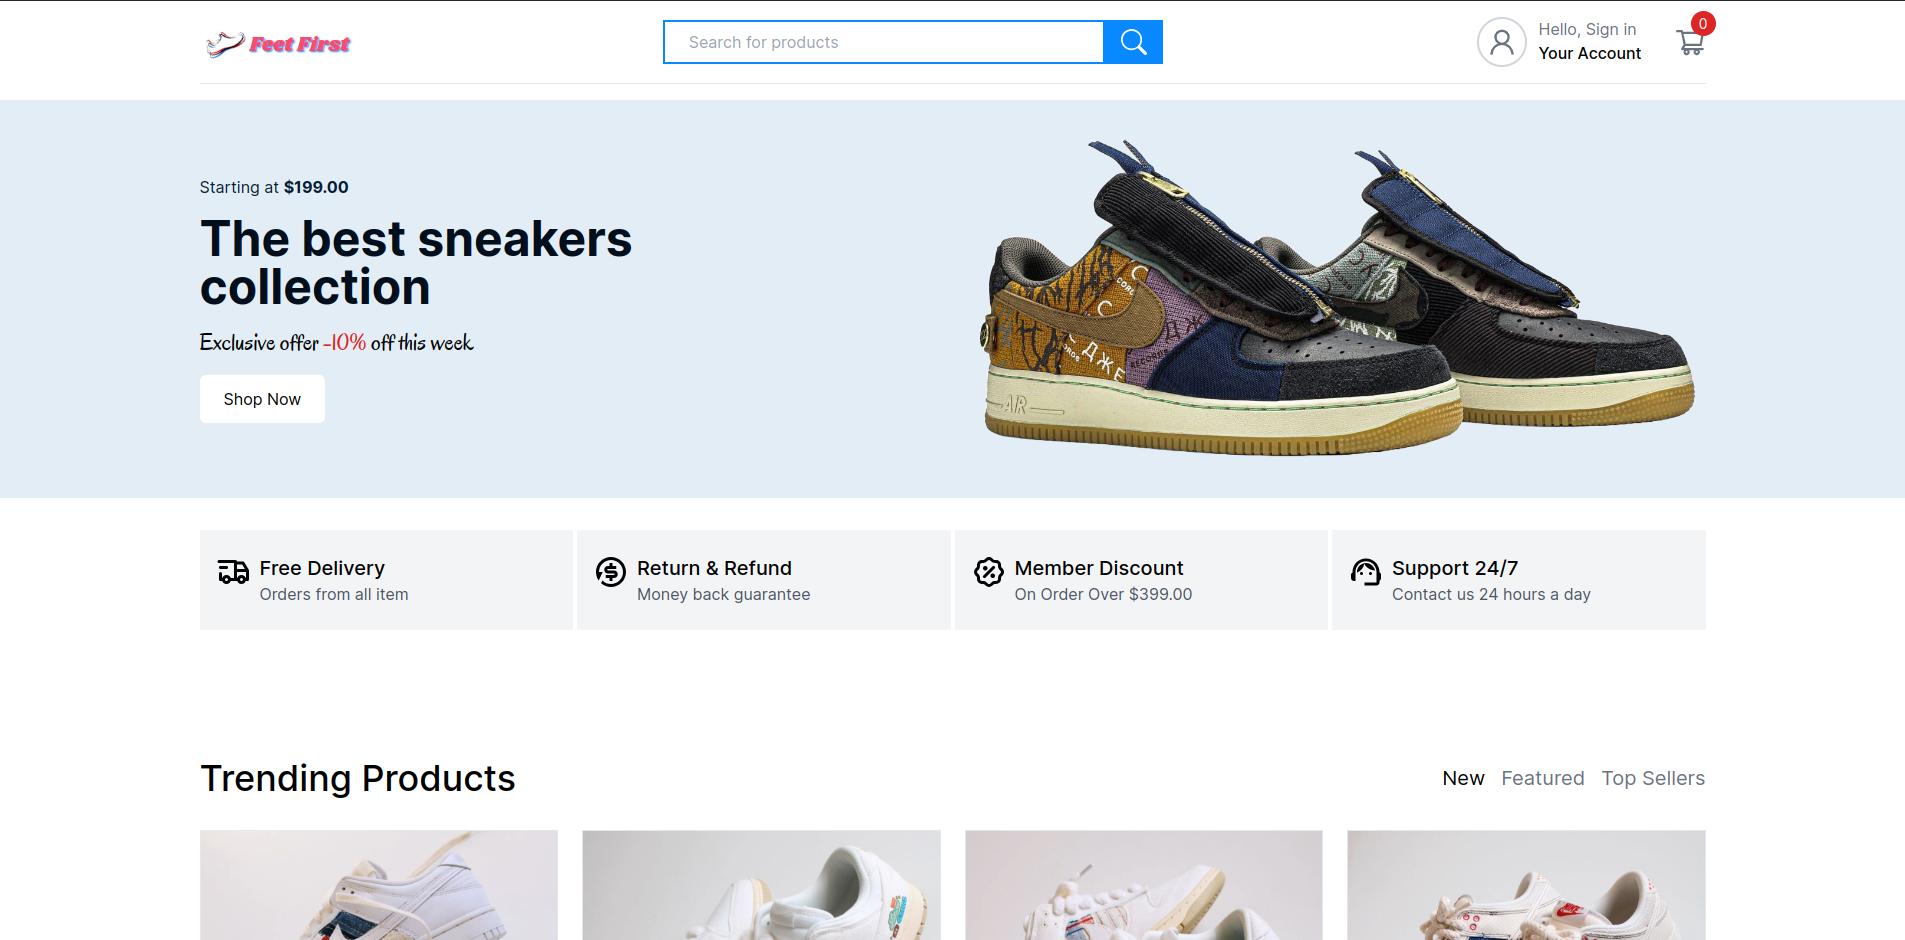 Feet First
Search for products
Hello, Sign in
Your Account
0
Starting at $199.00
The best sneakers
collection
Exclusive offer -10% off this week
Shop Now
AIR
Free Delivery
Orders from all item
Return & Refund
Money back guarantee
Member Discount
On Order Over $399.00
Support 24/7
Contact us 24 hours a day
Trending Products
New Featured Top Sellers